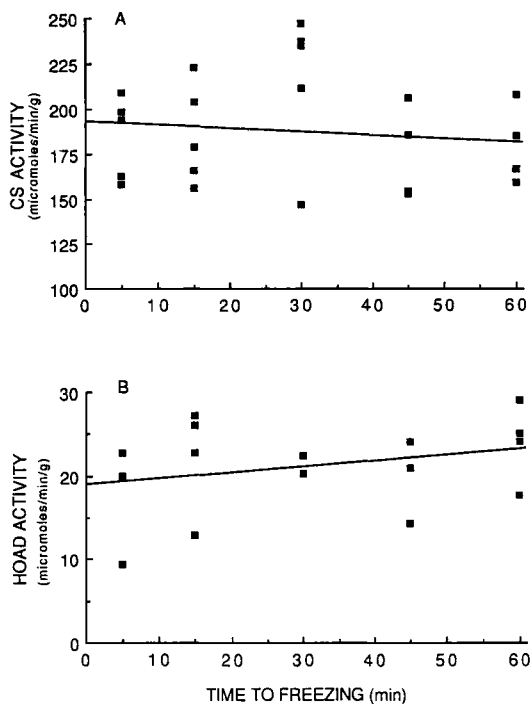 A
250
225
200
175
150
125
100
CS ACTIVITY
(micromoles/min/g)
0 10 20 30 40 50 60
B
30
20
10
0
HOAD ACTIVITY
(micromoles/min/g)
0 10 20 30 40 50 60
TIME TO FREEZING (min)